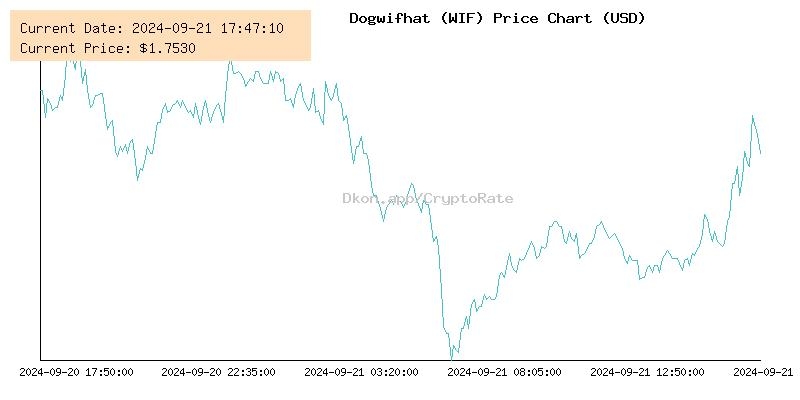 Dogwifhat (WIF) Price Chart (USD)
Current Date: 2024-09-21 17:47:10
Current Price: $1.7530
Dkon.app/CryptoRate
2024-09-20 17:50:00 2024-09-20 22:35:00 2024-09-21 03:20:00 2024-09-21 08:05:00 2024-09-21 12:50:00 2024-09-21